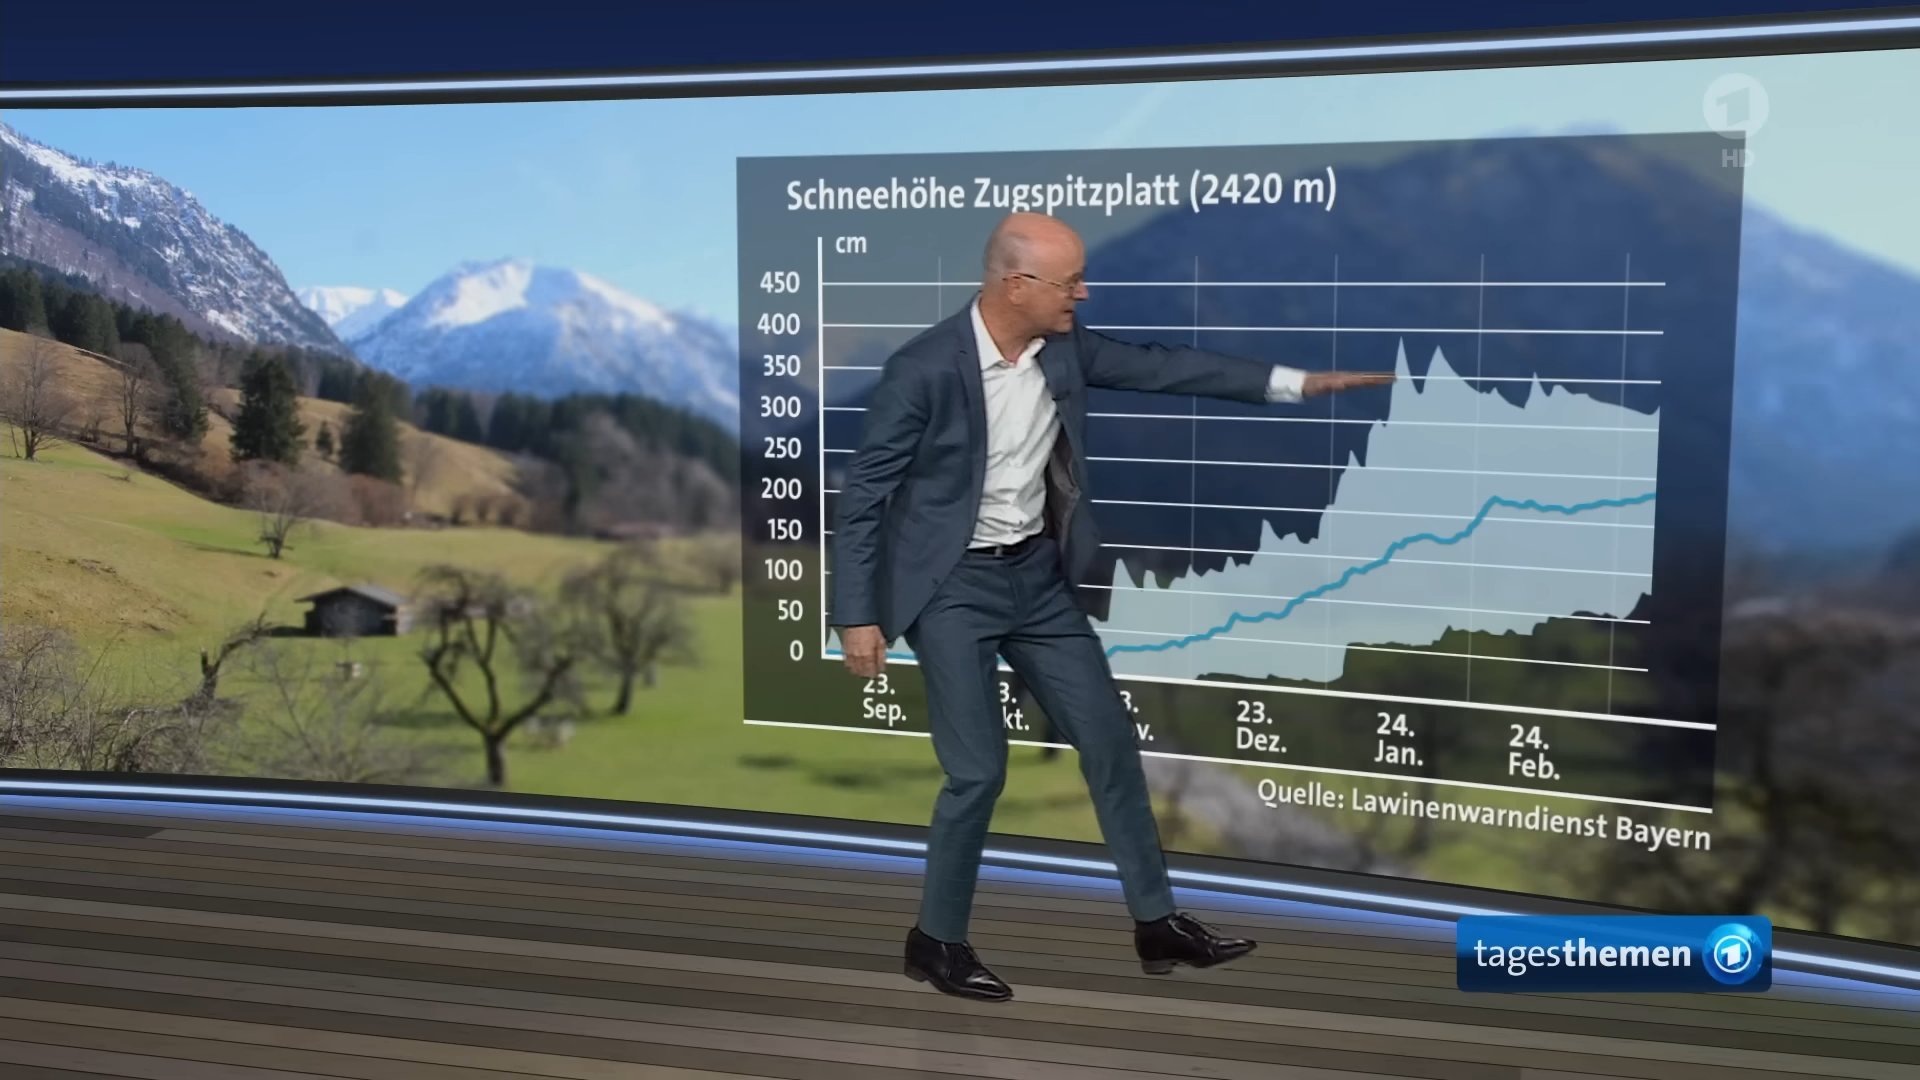 HD
Schneehöhe Zugspitzplatt (2420 m)
cm
450
400
350
300
250
200
150
100
50
0
23.
Sep.
23.
Dez.
24.
Jan.
24.
Feb.
Quelle: Lawinenwarndienst Bayern
tagesthemen